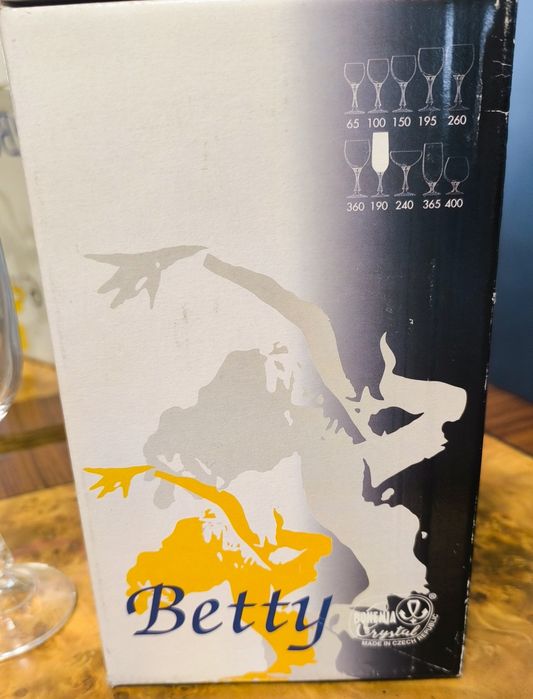 65 100 150 195 260
360 190 240 365 400
Betty
BOHEMIA
Crystal
®
MADE IN CZECH REPUBLIC